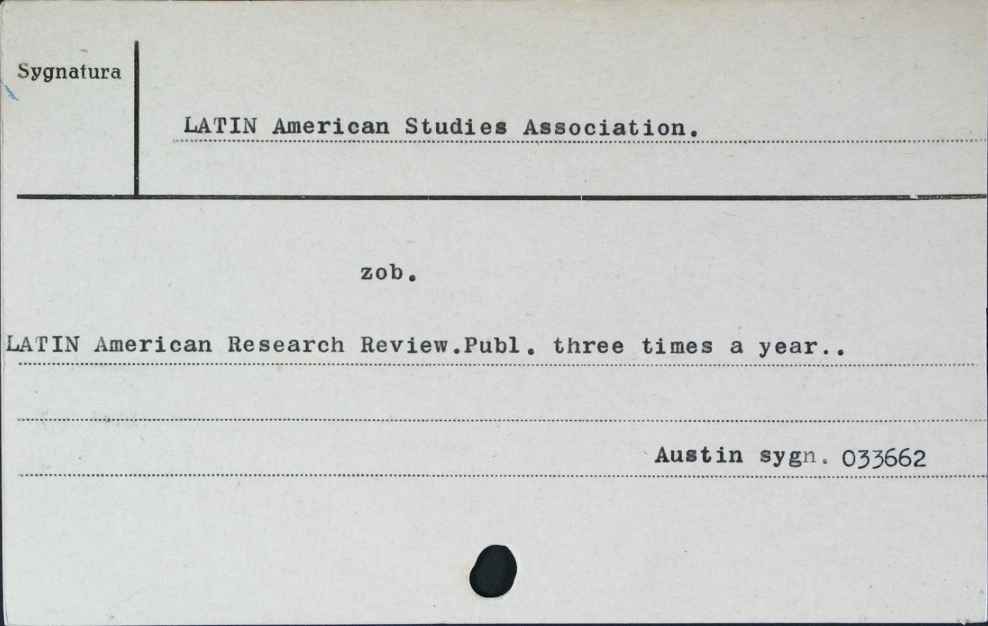 Sygnatura
LATIN American Studies Association.
zob.
LATIN American Research Review.Publ. three times a year..
Austin sygn. 033662